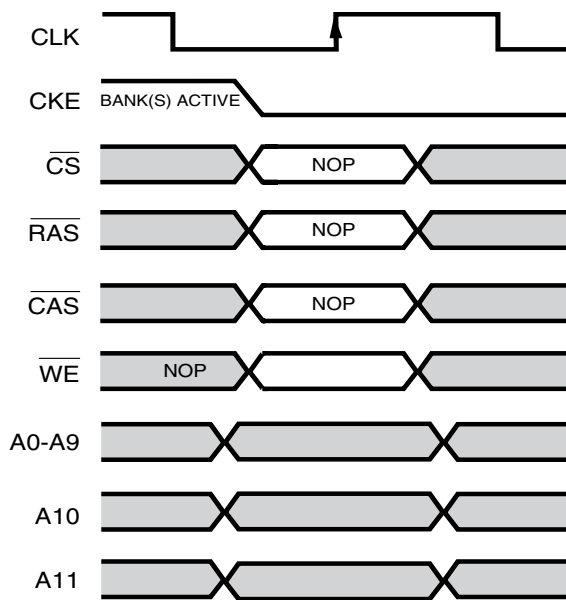 CLK
CKE BANK(S) ACTIVE
CS NOP
RAS NOP
CAS NOP
WE NOP
A0-A9
A10
A11